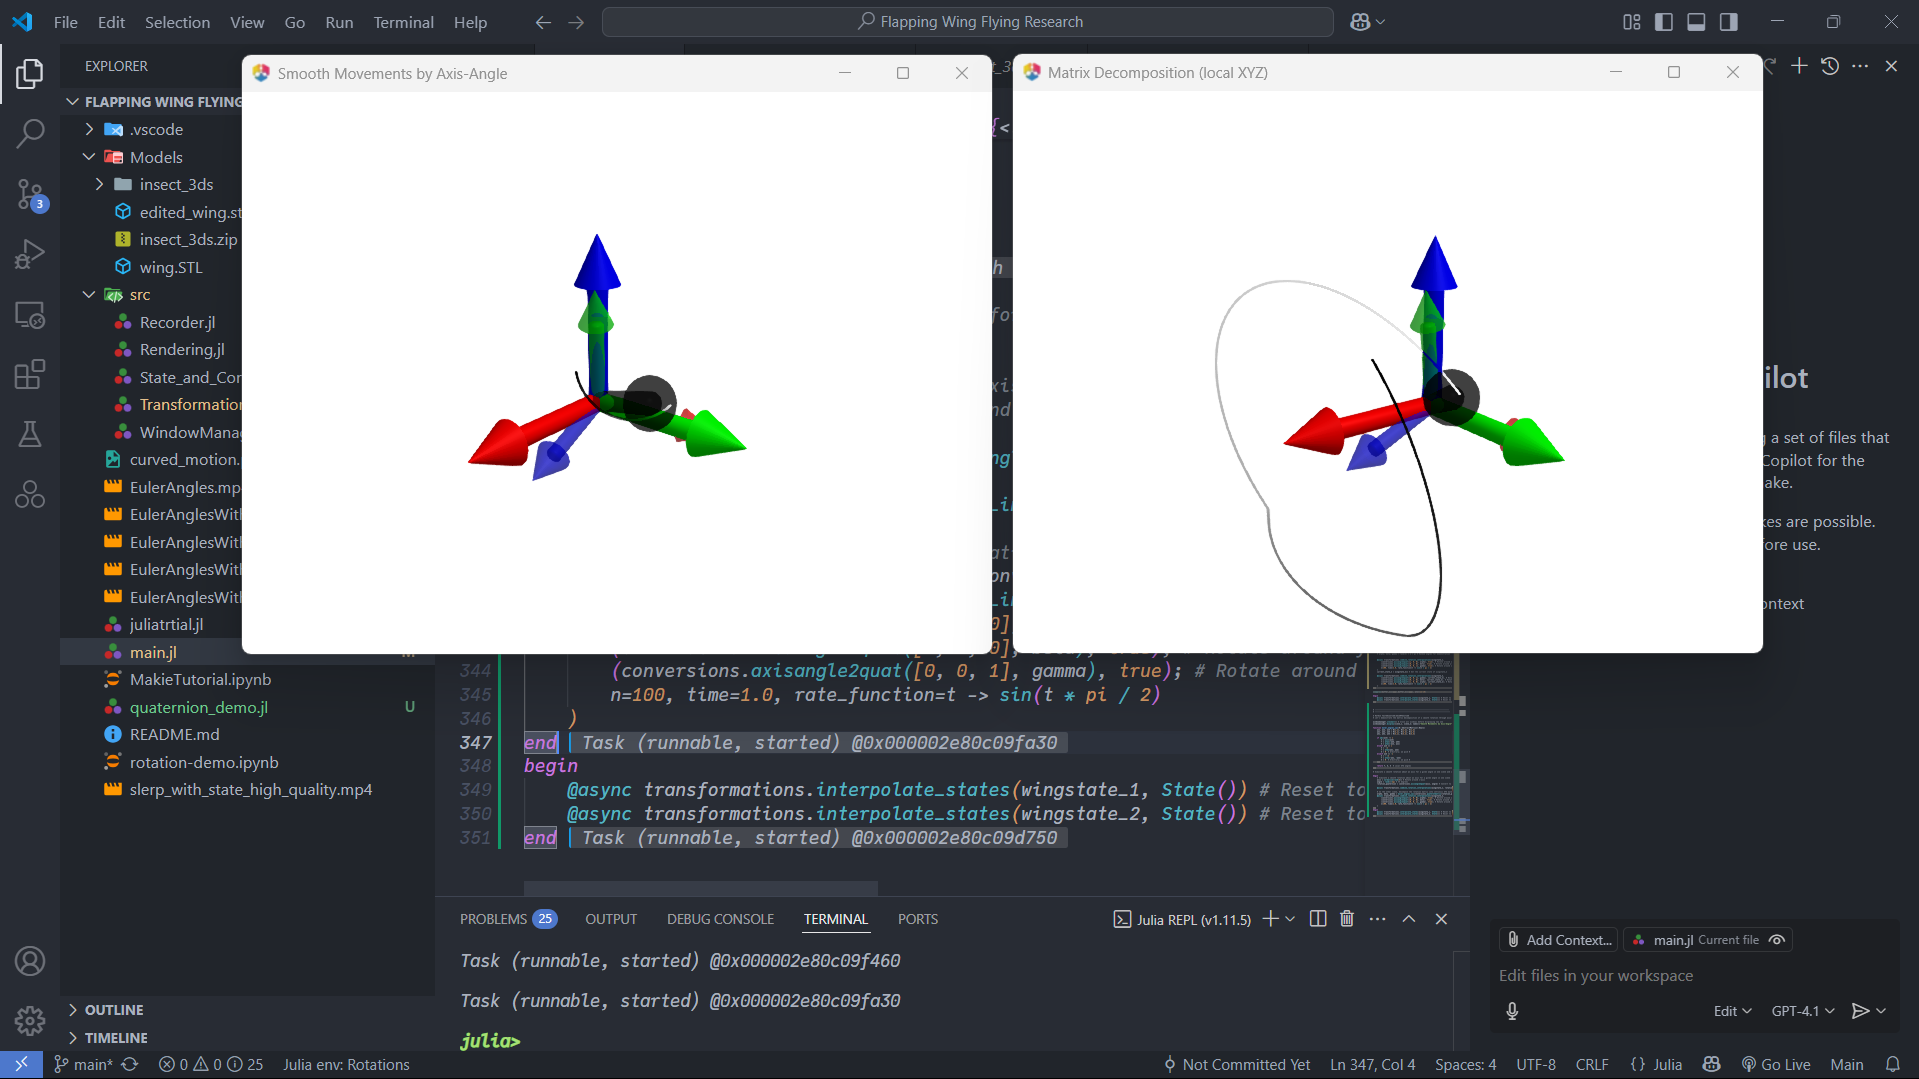 File Edit Selection View Go Run Terminal Help
Flapping Wing Flying Research
EXPLORER
FLAPPING WING FLYING
.vscode
Models
insect_3ds
edited_wing.st
insect_3ds.zip
wing.STL
src
Recorder.jl
Rendering.jl
State_and_Cor
Transformatio
WindowMana
curved_motion.
EulerAngles.mp
EulerAnglesWitl
EulerAnglesWitl
EulerAnglesWitl
EulerAnglesWitl
juliatrtial.jl
main.jl
MakieTutorial.ipynb
quaternion_demo.jl U
README.md
rotation-demo.ipynb
slerp_with_state_high_quality.mp4
OUTLINE
TIMELINE
Smooth Movements by Axis-Angle
Matrix Decomposition (local XYZ)
ilot
a set of files that
Copilot for the
ake.
kes are possible.
ore use.
ontext
344 (conversions.axisangle2quat([0, 0, 1], gamma), true); # Rotate around
345 n=100, time=1.0, rate_function=t -> sin(t * pi / 2)
346 )
347 end Task (runnable, started) @0x000002e80c09fa30
348 begin
349 @async transformations.interpolate_states(wingstate_1, State()) # Reset to
350 @async transformations.interpolate_states(wingstate_2, State()) # Reset to
351 end Task (runnable, started) @0x000002e80c09d750
PROBLEMS 25 OUTPUT DEBUG CONSOLE TERMINAL PORTS
Julia REPL (v1.11.5)
Task (runnable, started) @0x000002e80c09f460
Task (runnable, started) @0x000002e80c09fa30
julia>
Add Context... main.jl Current file
Edit files in your workspace
Edit GPT-4.1
3
main* 0 0 25 Julia env: Rotations
Not Committed Yet Ln 347, Col 4 Spaces: 4 UTF-8 CRLF {} Julia Go Live Main